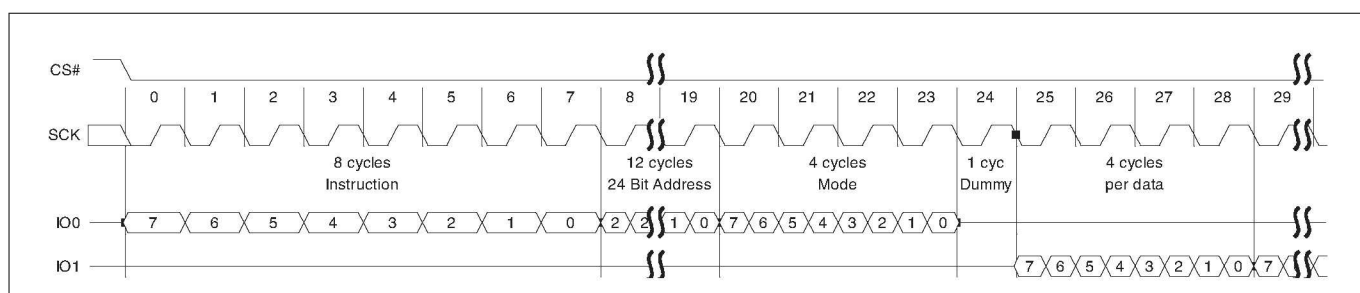 CS#
0 1 2 3 4 5 6 7 8 19 20 21 22 23 24 25 26 27 28 29
SCK
8 cycles 12 cycles 4 cycles 1 cyc 4 cycles
Instruction 24 Bit Address Mode Dummy per data
IO0 7 6 5 4 3 2 1 0 2 2 1 0 7 6 5 4 3 2 1 0
IO1 7 6 5 4 3 2 1 0 7